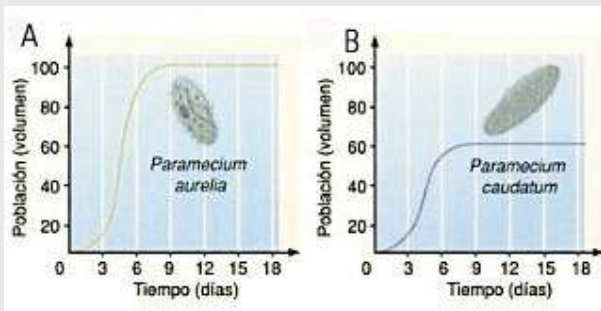 A
Población (volumen)
100
80
60
40
20
Paramecium
aurelia
0 3 6 9 12 15 18
Tiempo (días)
B
Población (volumen)
100
80
60
40
20
Paramecium
caudatum
0 3 6 9 12 15 18
Tiempo (días)